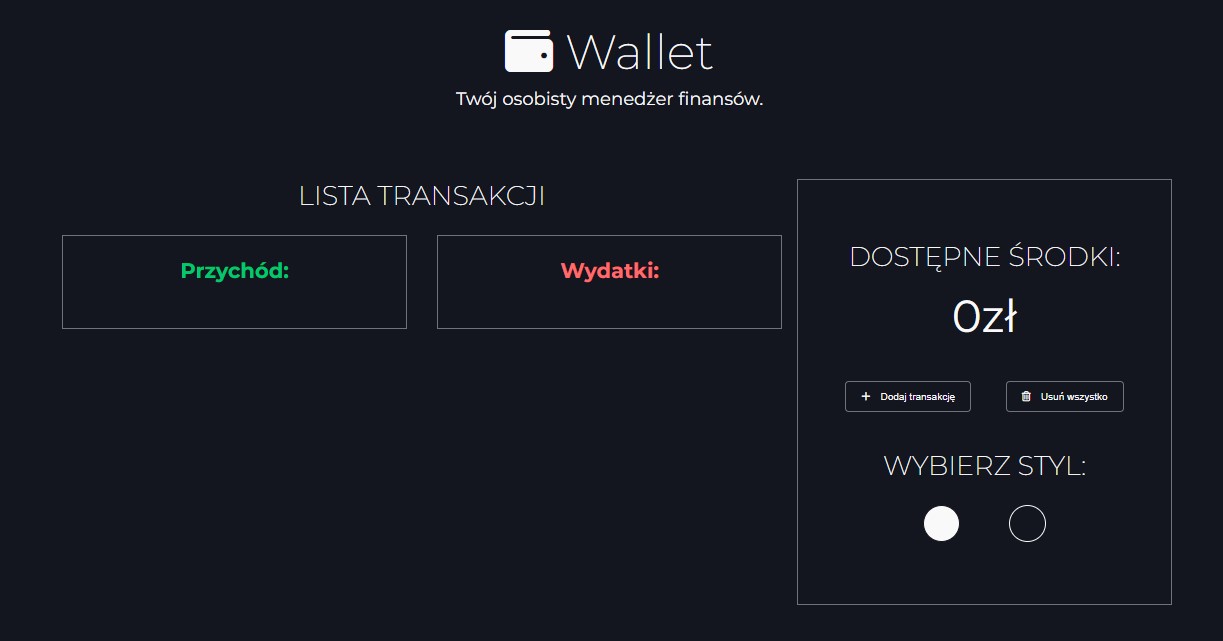 Wallet
Twój osobisty menedżer finansów.
LISTA TRANSAKCJI
Przychód:
Wydatki:
DOSTĘPNE ŚRODKI:
0zł
Dodaj transakcję
Usuń wszystko
WYBIERZ STYL: